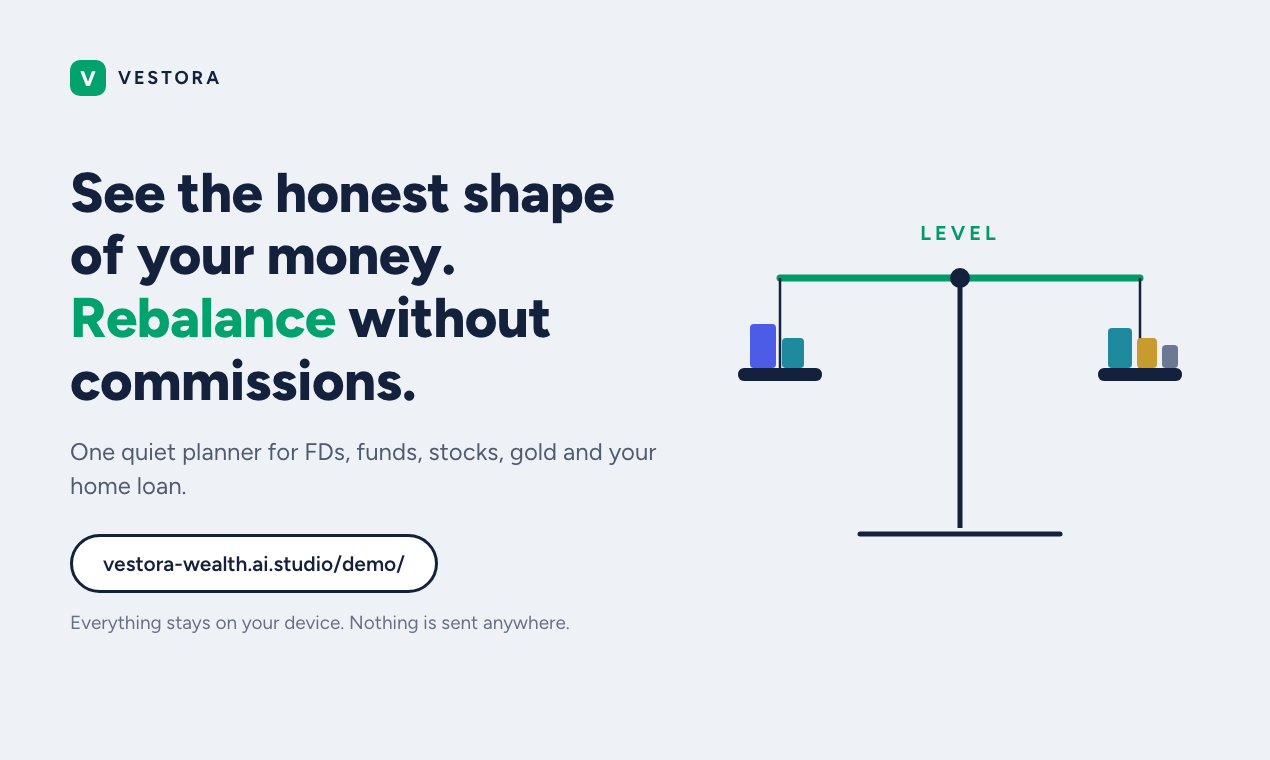 V VESTORA
See the honest shape
of your money.
Rebalance without
commissions.
One quiet planner for FDs, funds, stocks, gold and your
home loan.
vestora-wealth.ai.studio/demo/
Everything stays on your device. Nothing is sent anywhere.
LEVEL